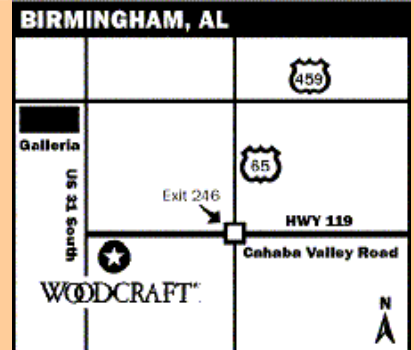 BIRMINGHAM, AL
459
Galleria
65
US 31 South
Exit 246
HWY 119
Cahaba Valley Road
WOODCRAFT
N